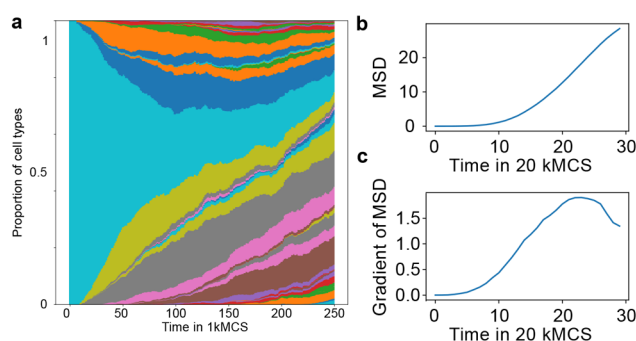 a
Proportion of cell types
1
0.5
0
0 50 100 150 200 250
Time in 1kMCS
b
MSD
20
10
0
0 10 20 30
Time in 20 kMCS
c
Gradient of MSD
1.5
1.0
0.5
0.0
0 10 20 30
Time in 20 kMCS